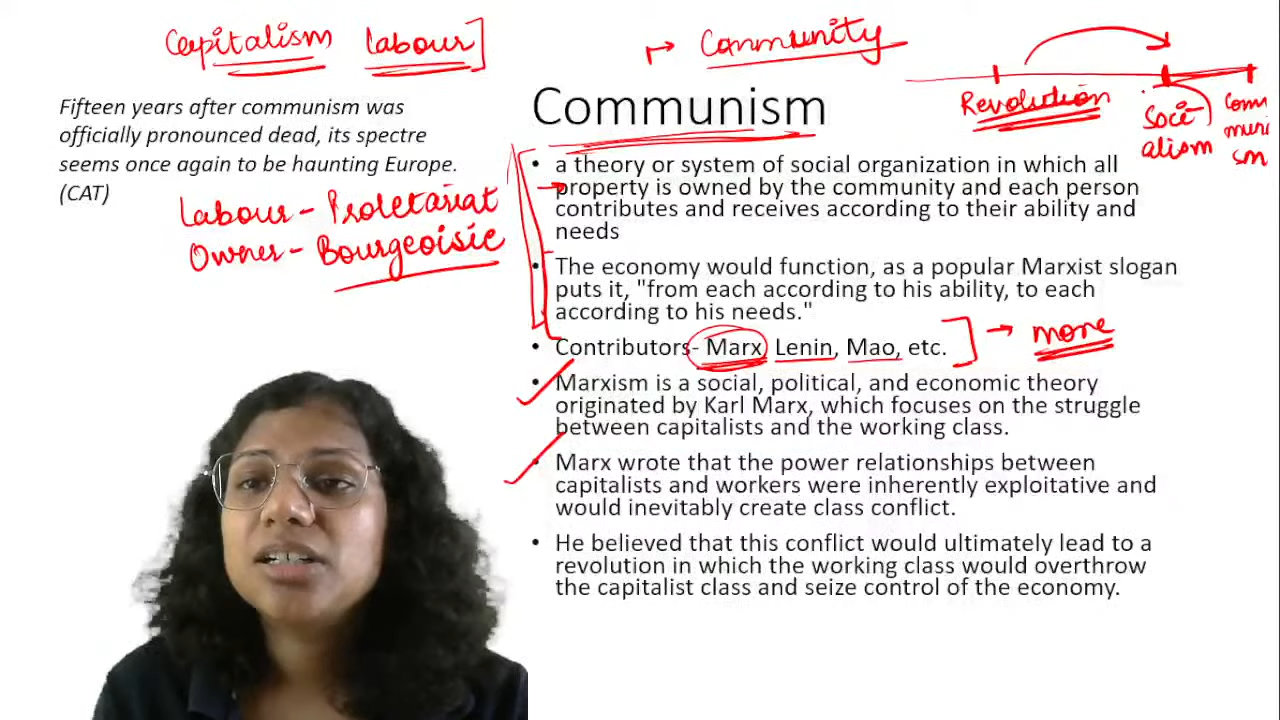 Capitalism labour
Community
Fifteen years after communism was
officially pronounced dead, its spectre
seems once again to be haunting Europe.
(CAT)
Labour - Proletariat
Owner - Bourgeoisie
Communism
Revolution
Soci-
alism
Comm
muni
sm
• a theory or system of social organization in which all
property is owned by the community and each person
contributes and receives according to their ability and
needs
• The economy would function, as a popular Marxist slogan
puts it, "from each according to his ability, to each
according to his needs."
• Contributors- Marx, Lenin, Mao, etc.
more
• Marxism is a social, political, and economic theory
originated by Karl Marx, which focuses on the struggle
between capitalists and the working class.
• Marx wrote that the power relationships between
capitalists and workers were inherently exploitative and
would inevitably create class conflict.
• He believed that this conflict would ultimately lead to a
revolution in which the working class would overthrow
the capitalist class and seize control of the economy.